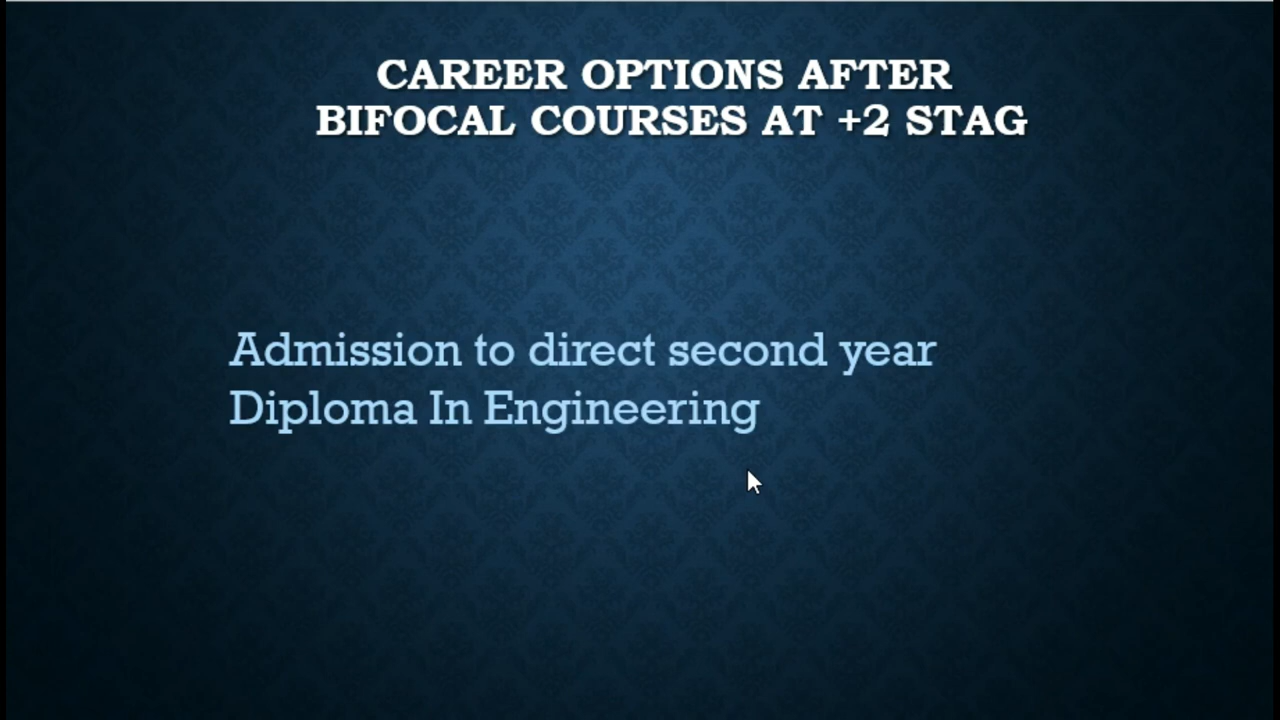 CAREER OPTIONS AFTER
BIFOCAL COURSES AT +2 STAG
Admission to direct second year
Diploma In Engineering